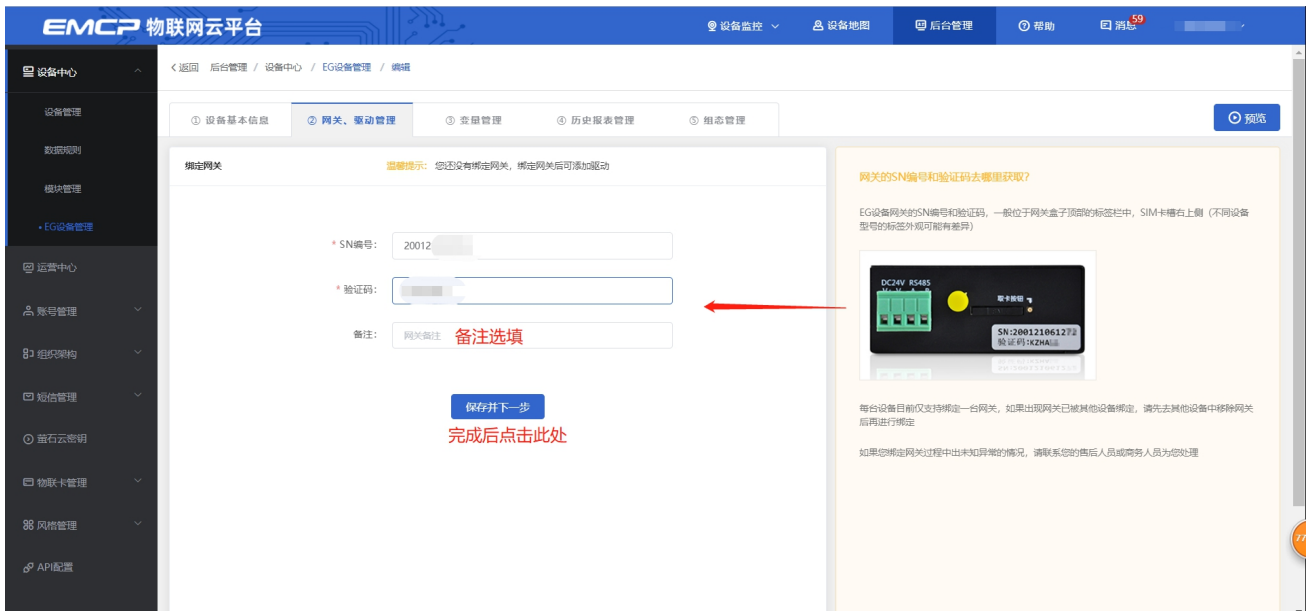 EMCP 物联网云平台
设备监控
设备地图
后台管理
帮助
消息
59
设备中心
设备管理
数据规则
模块管理
EG设备管理
运营中心
账号管理
组织架构
短信管理
萤石云密钥
物联卡管理
风格管理
API配置
<返回 后台管理 / 设备中心 / EG设备管理 / 编辑
① 设备基本信息
② 网关、驱动管理
③ 变量管理
④ 历史报表管理
⑤ 组态管理
预览
绑定网关
温馨提示: 您还没有绑定网关，绑定网关后可添加驱动
* SN编号: 20012
* 验证码:
备注: 网关备注 备注选填
保存并下一步
完成后点击此处
网关的SN编号和验证码去哪里获取?
EG设备网关的SN编号和验证码，一般位于网关盒子顶部的标签栏中，SIM卡槽右上侧（不同设备
型号的标签外观可能有差异）
DC24V RS485
V- V+ A B
取卡按钮
SN:200121061272
验证码:KZHA
每台设备目前仅支持绑定一台网关，如果出现网关已被其他设备绑定，请先去其他设备中移除网关
后再进行绑定
如果您绑定网关过程中出未知异常的情况，请联系您的售后人员或商务人员为您处理
77